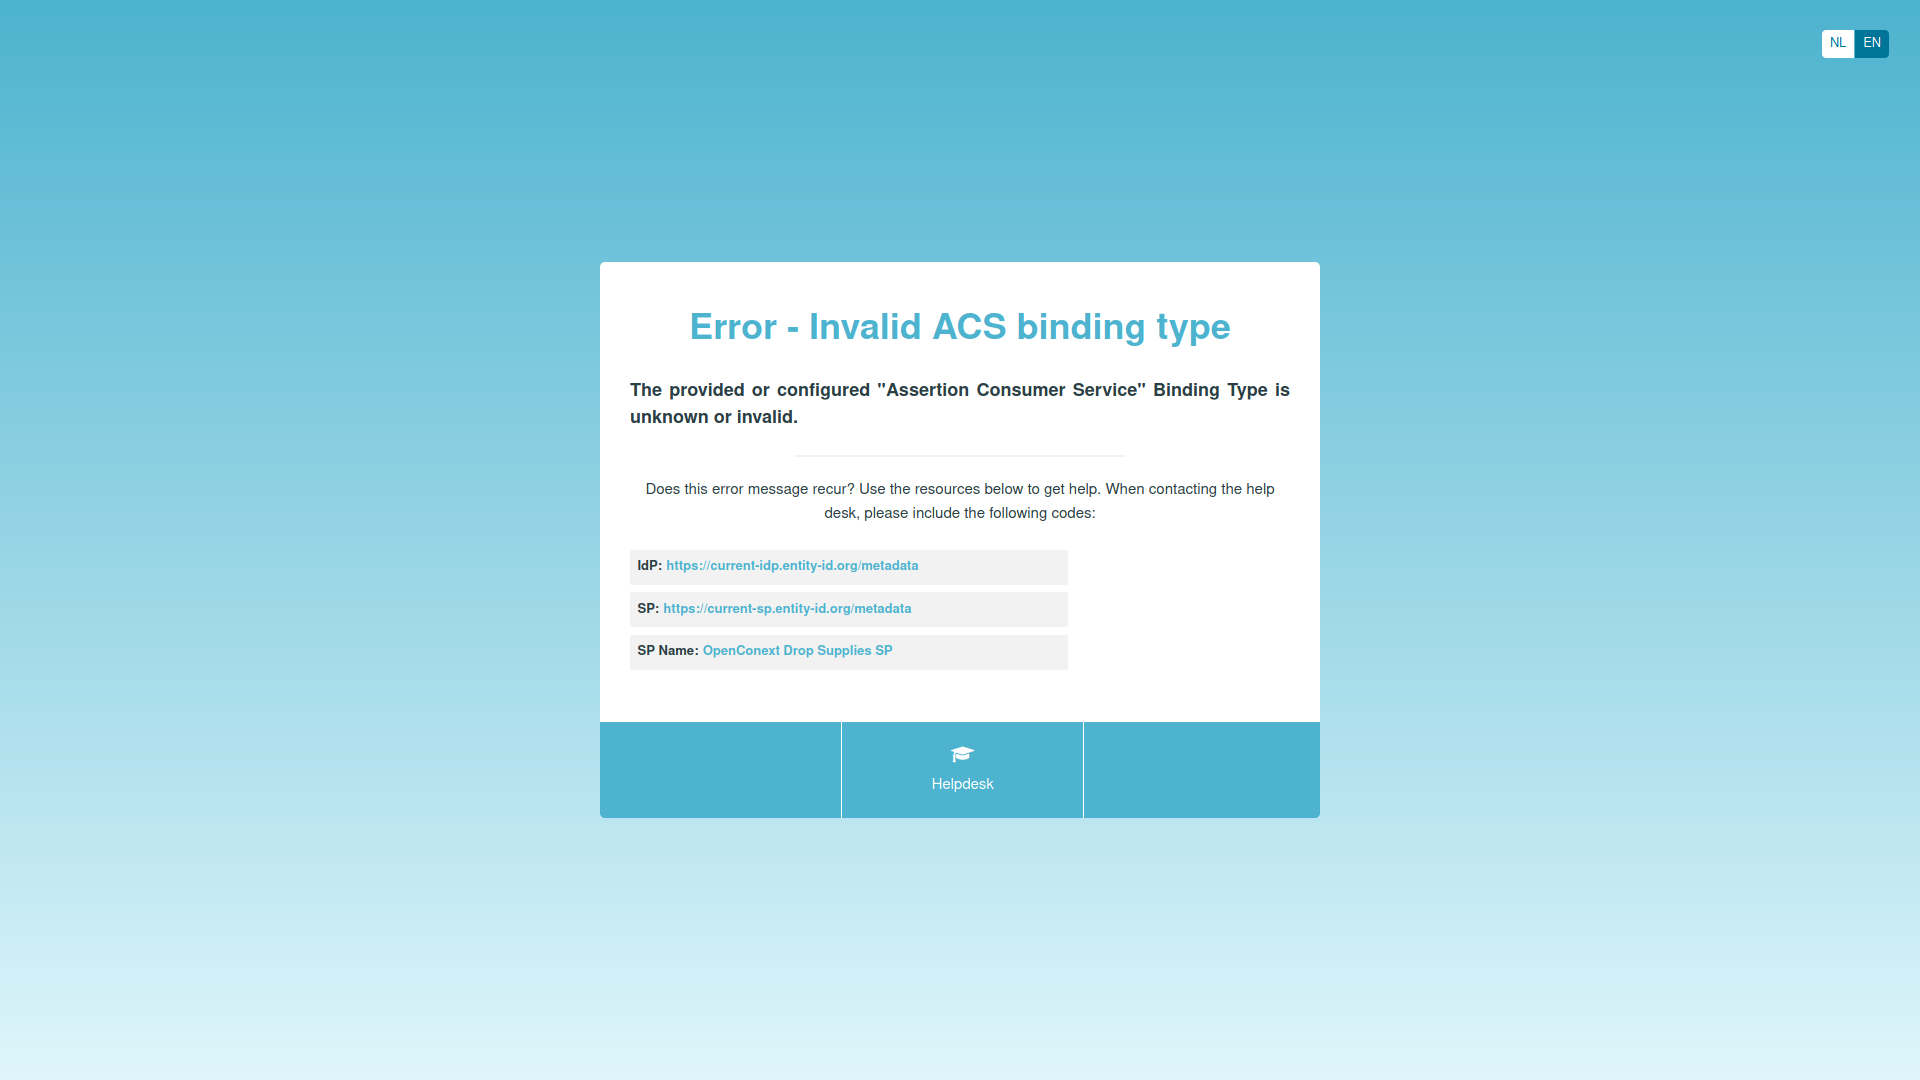 NL EN
Error - Invalid ACS binding type
The provided or configured "Assertion Consumer Service" Binding Type is
unknown or invalid.
Does this error message recur? Use the resources below to get help. When contacting the help
desk, please include the following codes:
IdP: https://current-idp.entity-id.org/metadata
SP: https://current-sp.entity-id.org/metadata
SP Name: OpenConext Drop Supplies SP
Helpdesk